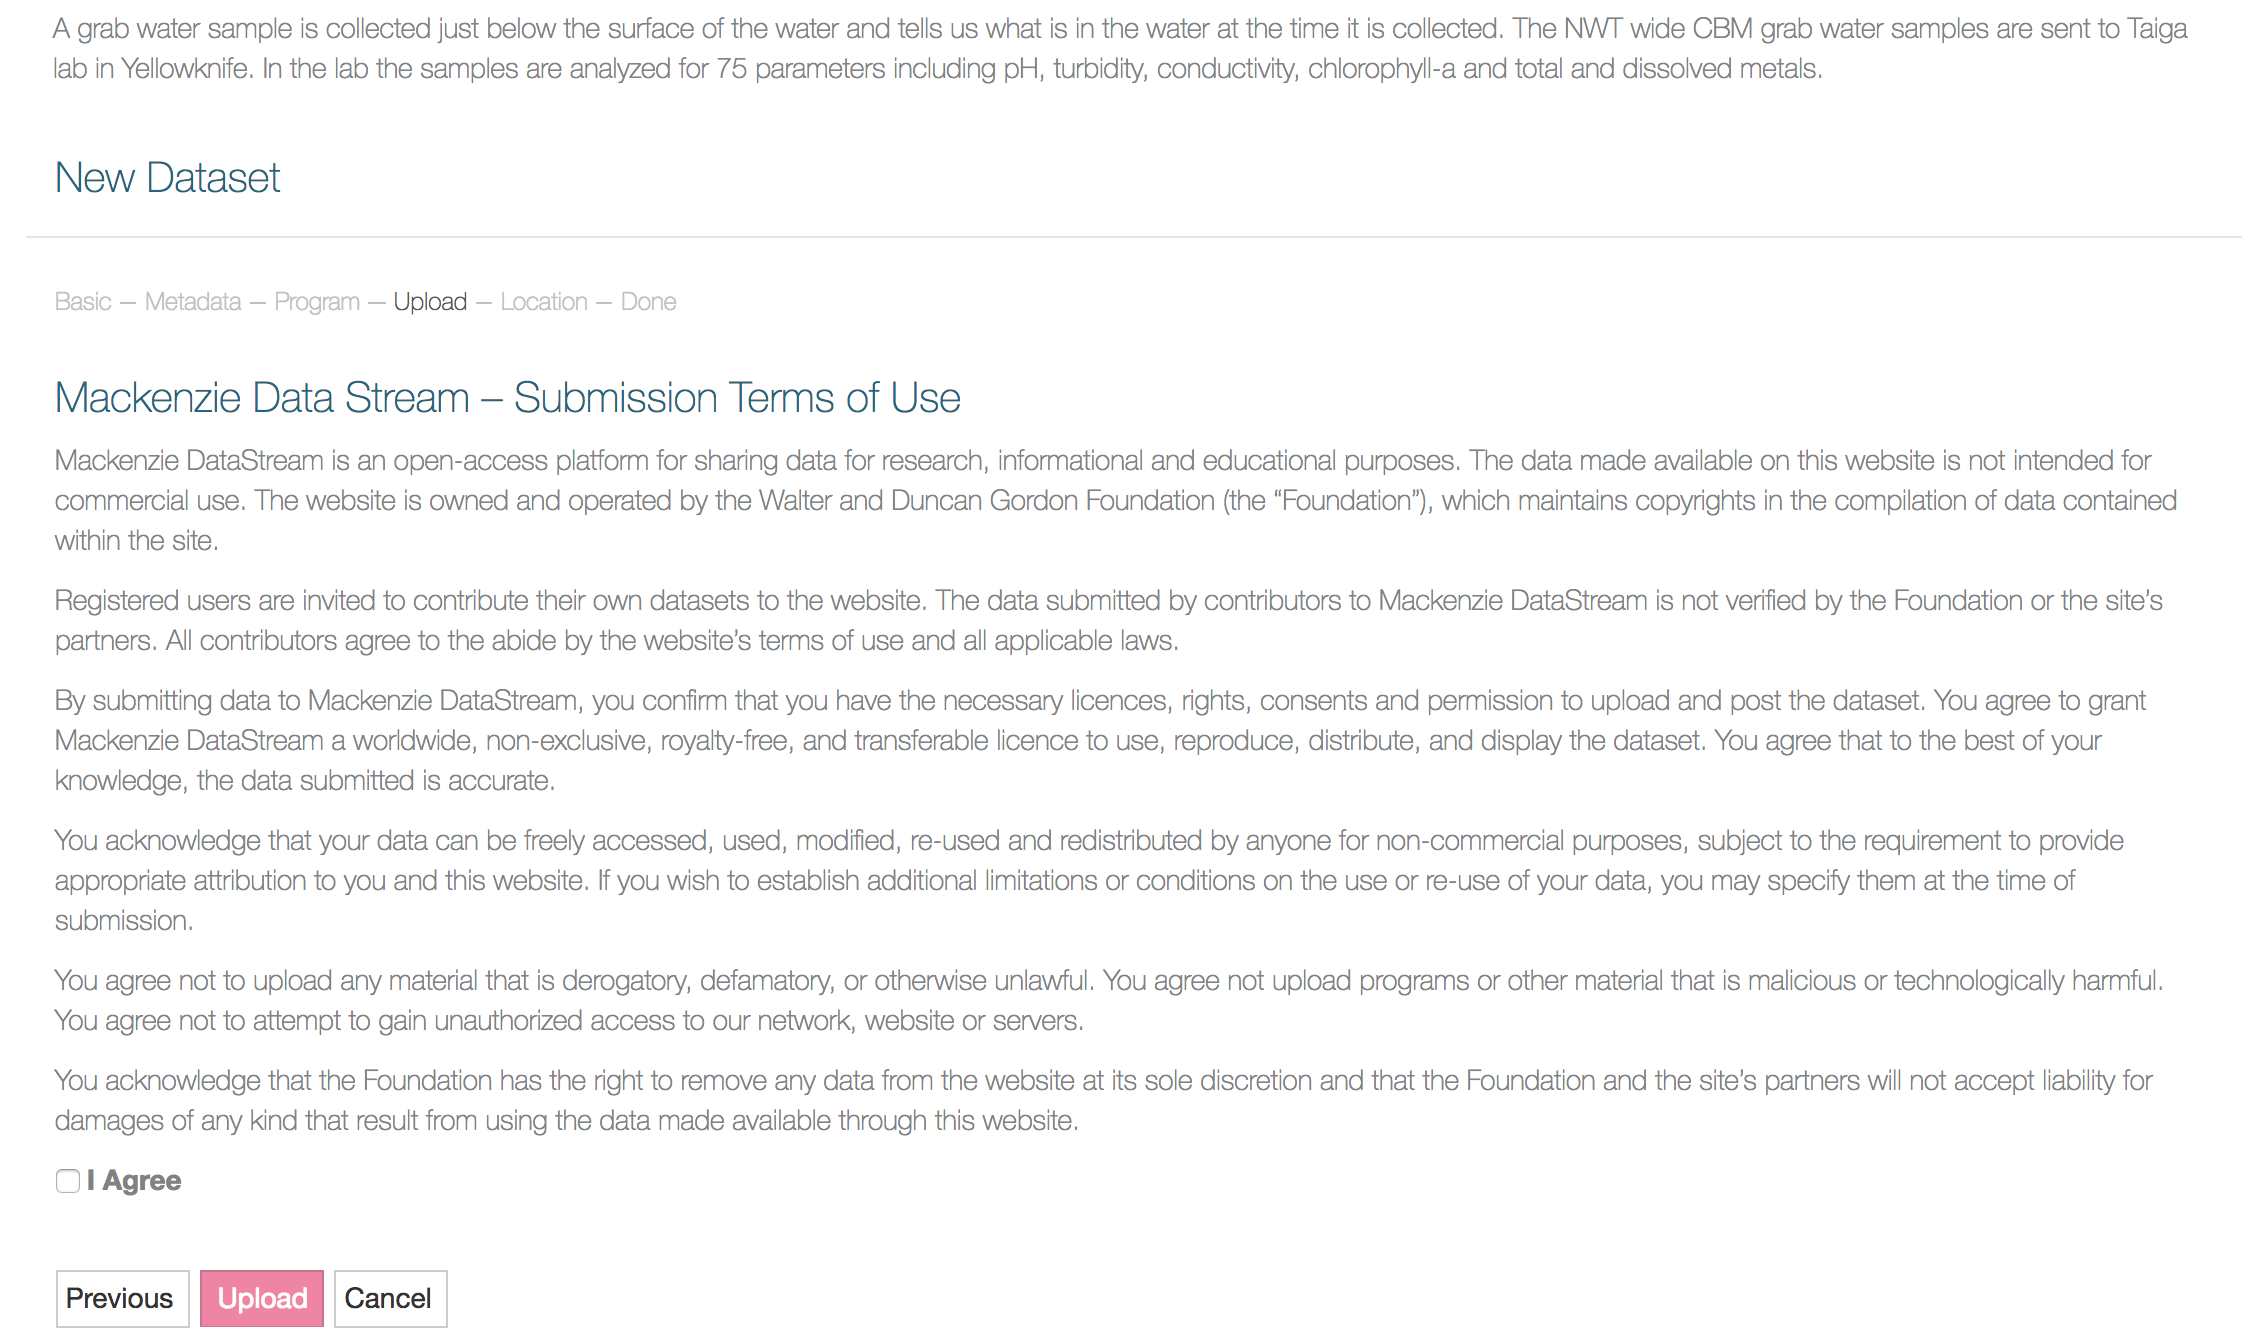 A grab water sample is collected just below the surface of the water and tells us what is in the water at the time it is collected. The NWT wide CBM grab water samples are sent to Taiga
lab in Yellowknife. In the lab the samples are analyzed for 75 parameters including pH, turbidity, conductivity, chlorophyll-a and total and dissolved metals.
New Dataset
Basic — Metadata — Program — Upload — Location — Done
Mackenzie Data Stream – Submission Terms of Use
Mackenzie DataStream is an open-access platform for sharing data for research, informational and educational purposes. The data made available on this website is not intended for
commercial use. The website is owned and operated by the Walter and Duncan Gordon Foundation (the “Foundation”), which maintains copyrights in the compilation of data contained
within the site.
Registered users are invited to contribute their own datasets to the website. The data submitted by contributors to Mackenzie DataStream is not verified by the Foundation or the site’s
partners. All contributors agree to the abide by the website’s terms of use and all applicable laws.
By submitting data to Mackenzie DataStream, you confirm that you have the necessary licences, rights, consents and permission to upload and post the dataset. You agree to grant
Mackenzie DataStream a worldwide, non-exclusive, royalty-free, and transferable licence to use, reproduce, distribute, and display the dataset. You agree that to the best of your
knowledge, the data submitted is accurate.
You acknowledge that your data can be freely accessed, used, modified, re-used and redistributed by anyone for non-commercial purposes, subject to the requirement to provide
appropriate attribution to you and this website. If you wish to establish additional limitations or conditions on the use or re-use of your data, you may specify them at the time of
submission.
You agree not to upload any material that is derogatory, defamatory, or otherwise unlawful. You agree not upload programs or other material that is malicious or technologically harmful.
You agree not to attempt to gain unauthorized access to our network, website or servers.
You acknowledge that the Foundation has the right to remove any data from the website at its sole discretion and that the Foundation and the site’s partners will not accept liability for
damages of any kind that result from using the data made available through this website.
I Agree
Previous Upload Cancel